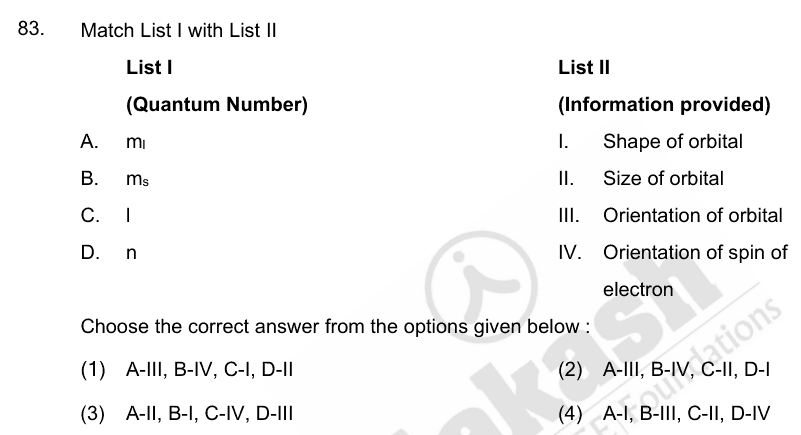 83. Match List I with List II
List I List II
(Quantum Number) (Information provided)
A. ml I. Shape of orbital
B. ms II. Size of orbital
C. l III. Orientation of orbital
D. n IV. Orientation of spin of
electron
Choose the correct answer from the options given below :
(1) A-III, B-IV, C-I, D-II (2) A-III, B-IV, C-II, D-I
(3) A-II, B-I, C-IV, D-III (4) A-I, B-III, C-II, D-IV